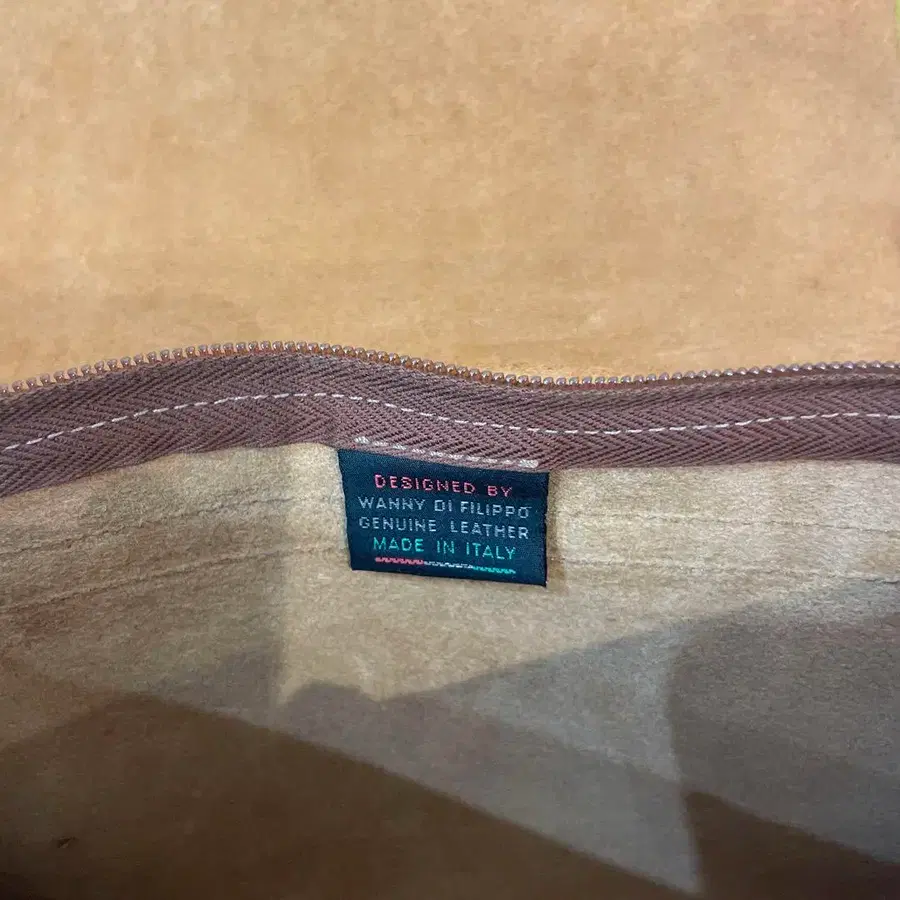 DESIGNED BY
WANNY DI FILIPPO
GENUINE LEATHER
MADE IN ITALY